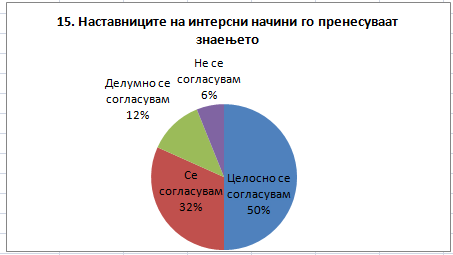 15. Наставниците на интерсни начини го пренесуваат
знаењето
Не се
согласувам
6%
Делумно се
согласувам
12%
Се
согласувам
32%
Целосно се
согласувам
50%